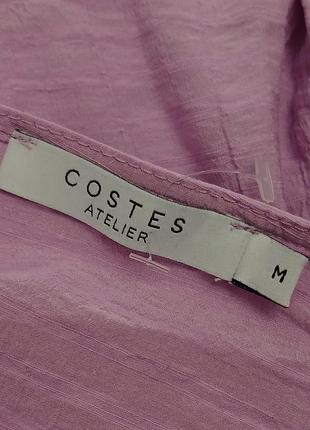 COSTES
ATELIER
M